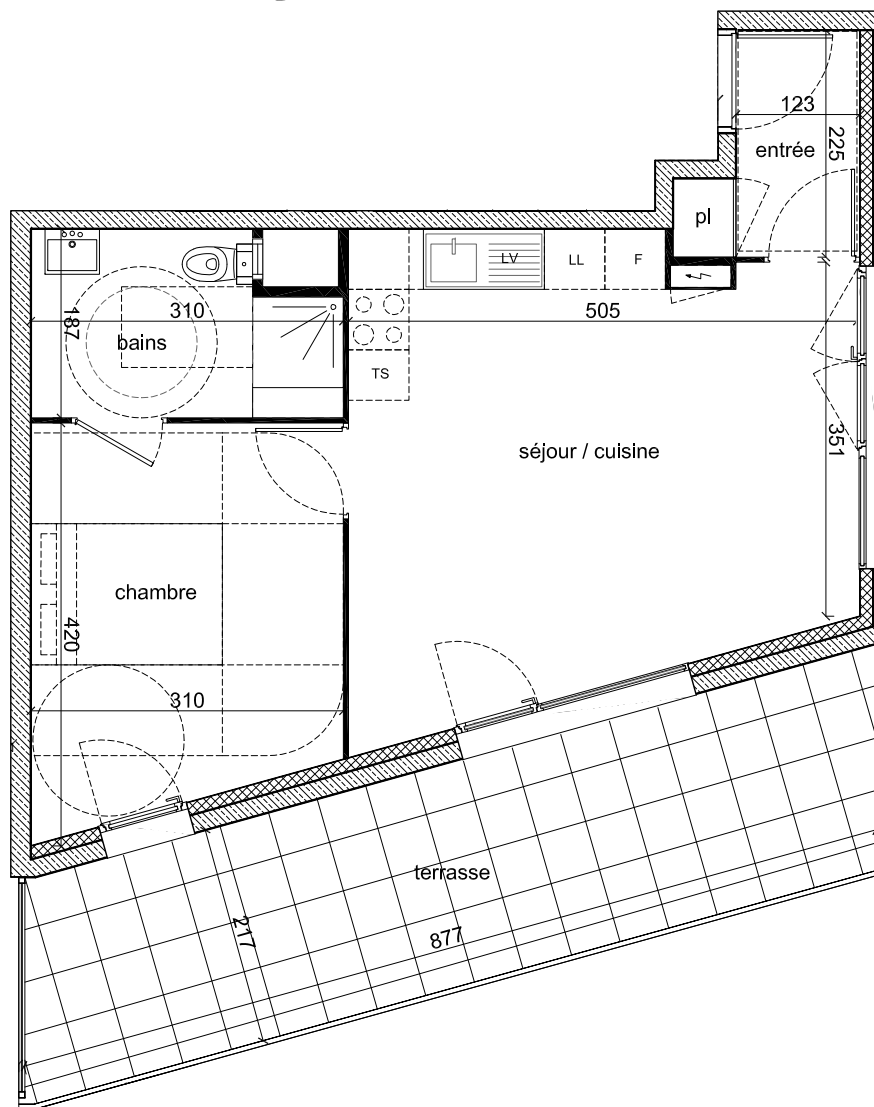 123
entrée
225
pl
LV
LL
F
310
505
187
bains
TS
351
séjour / cuisine
chambre
420
310
terrasse
217
877